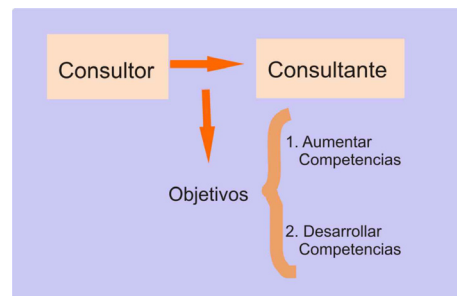 Consultor
Consultante
1. Aumentar
Competencias
Objetivos
2. Desarrollar
Competencias